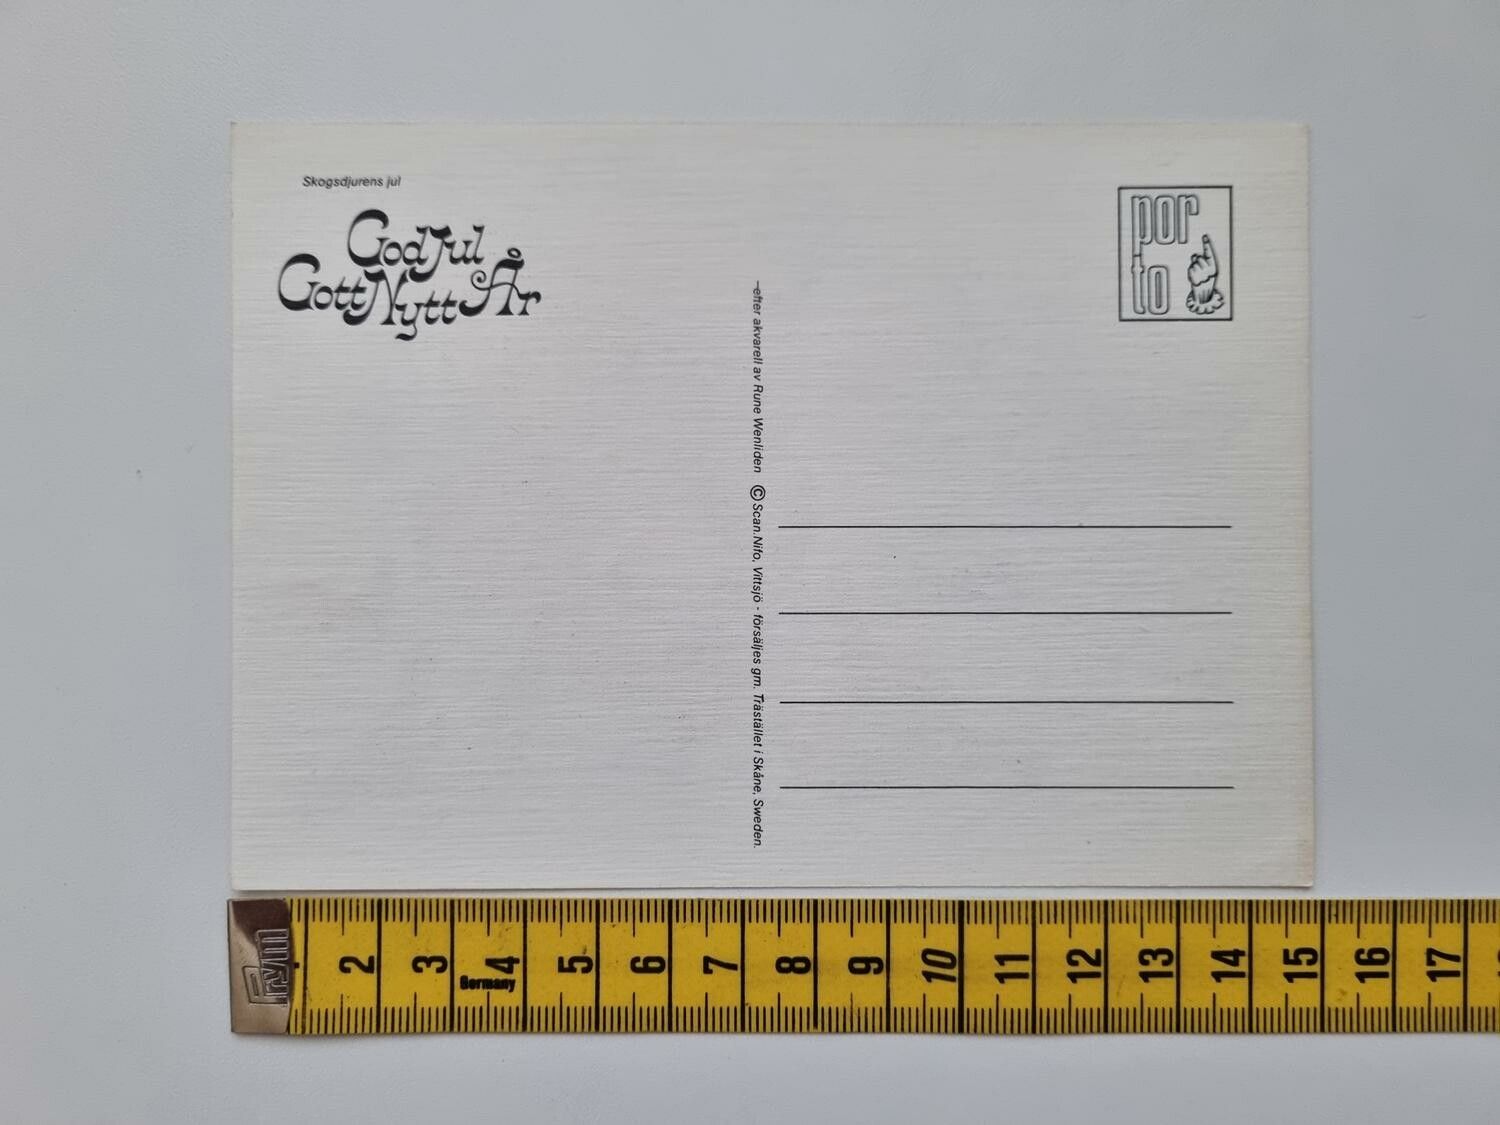 Skogsdjurens jul
God Jul
Gott Nytt År
por
to
–efter akvarell av Rune Wenliden © Scan.Nifo, Vittsjö - försäljes gm. Trästället i Skåne, Sweden.
Prym
2 3 4 5 6 7 8 9 10 11 12 13 14 15 16 17
Germany